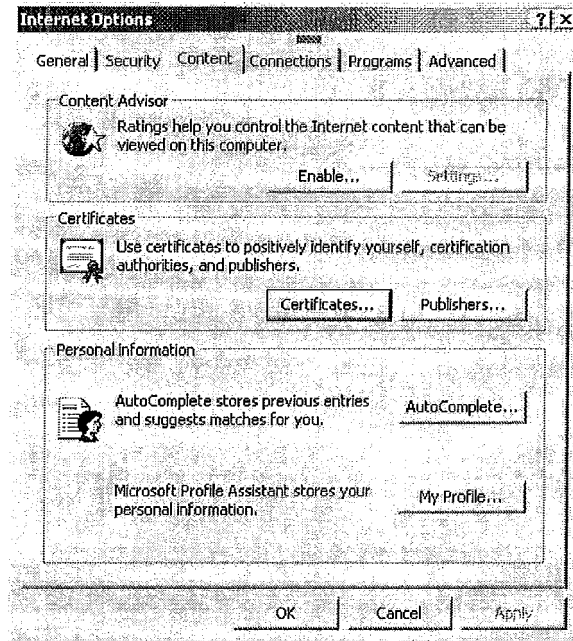 Internet Options ? ×
General Security Content Connections Programs Advanced
Content Advisor
Ratings help you control the Internet content that can be
viewed on this computer.
Enable... Settings...
Certificates
Use certificates to positively identify yourself, certification
authorities, and publishers.
Certificates... Publishers...
Personal information
AutoComplete stores previous entries
and suggests matches for you.
AutoComplete...
Microsoft Profile Assistant stores your
personal information.
My Profile...
OK Cancel Apply